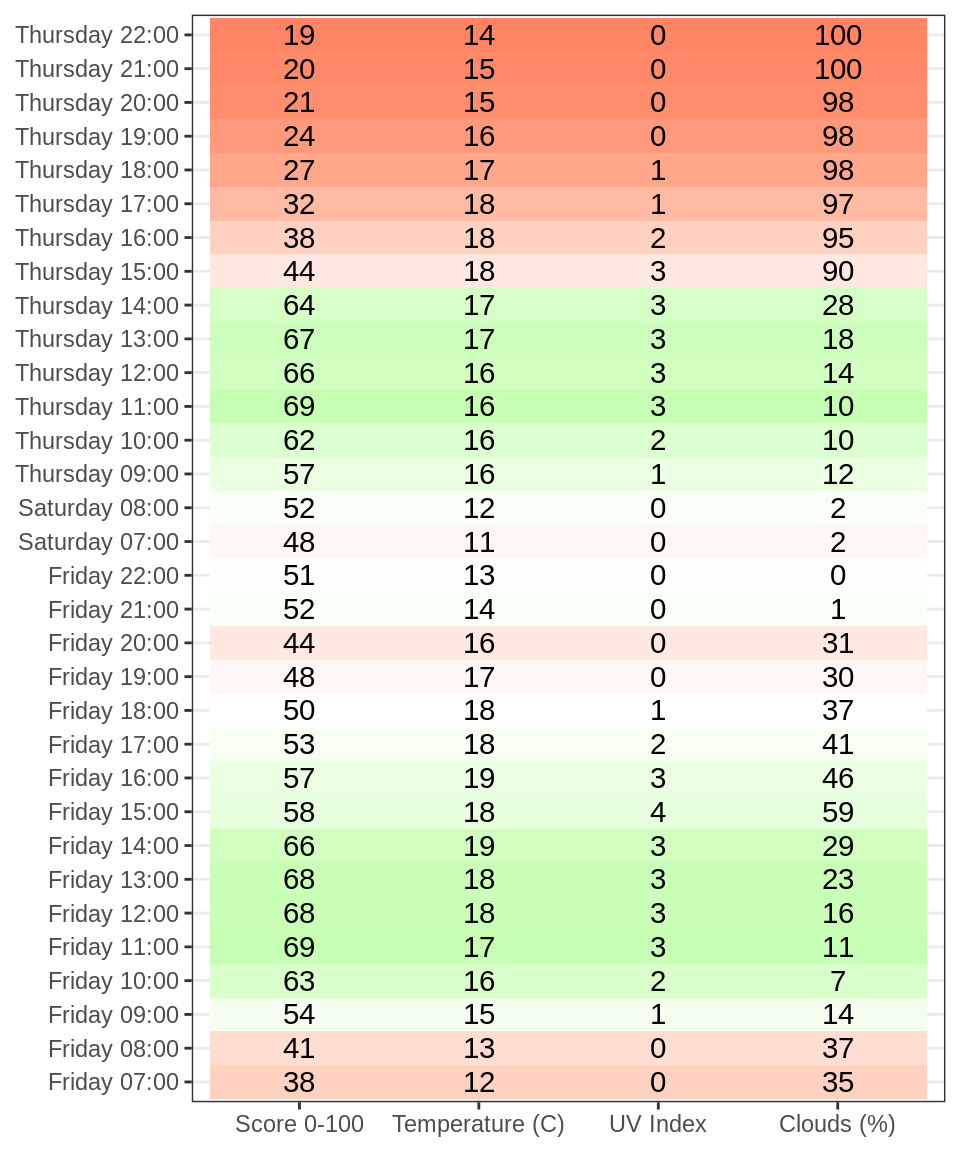 Thursday 22:00 19 14 0 100
Thursday 21:00 20 15 0 100
Thursday 20:00 21 15 0 98
Thursday 19:00 24 16 0 98
Thursday 18:00 27 17 1 98
Thursday 17:00 32 18 1 97
Thursday 16:00 38 18 2 95
Thursday 15:00 44 18 3 90
Thursday 14:00 64 17 3 28
Thursday 13:00 67 17 3 18
Thursday 12:00 66 16 3 14
Thursday 11:00 69 16 3 10
Thursday 10:00 62 16 2 10
Thursday 09:00 57 16 1 12
Saturday 08:00 52 12 0 2
Saturday 07:00 48 11 0 2
Friday 22:00 51 13 0 0
Friday 21:00 52 14 0 1
Friday 20:00 44 16 0 31
Friday 19:00 48 17 0 30
Friday 18:00 50 18 1 37
Friday 17:00 53 18 2 41
Friday 16:00 57 19 3 46
Friday 15:00 58 18 4 59
Friday 14:00 66 19 3 29
Friday 13:00 68 18 3 23
Friday 12:00 68 18 3 16
Friday 11:00 69 17 3 11
Friday 10:00 63 16 2 7
Friday 09:00 54 15 1 14
Friday 08:00 41 13 0 37
Friday 07:00 38 12 0 35
Score 0-100 Temperature (C) UV Index Clouds (%)